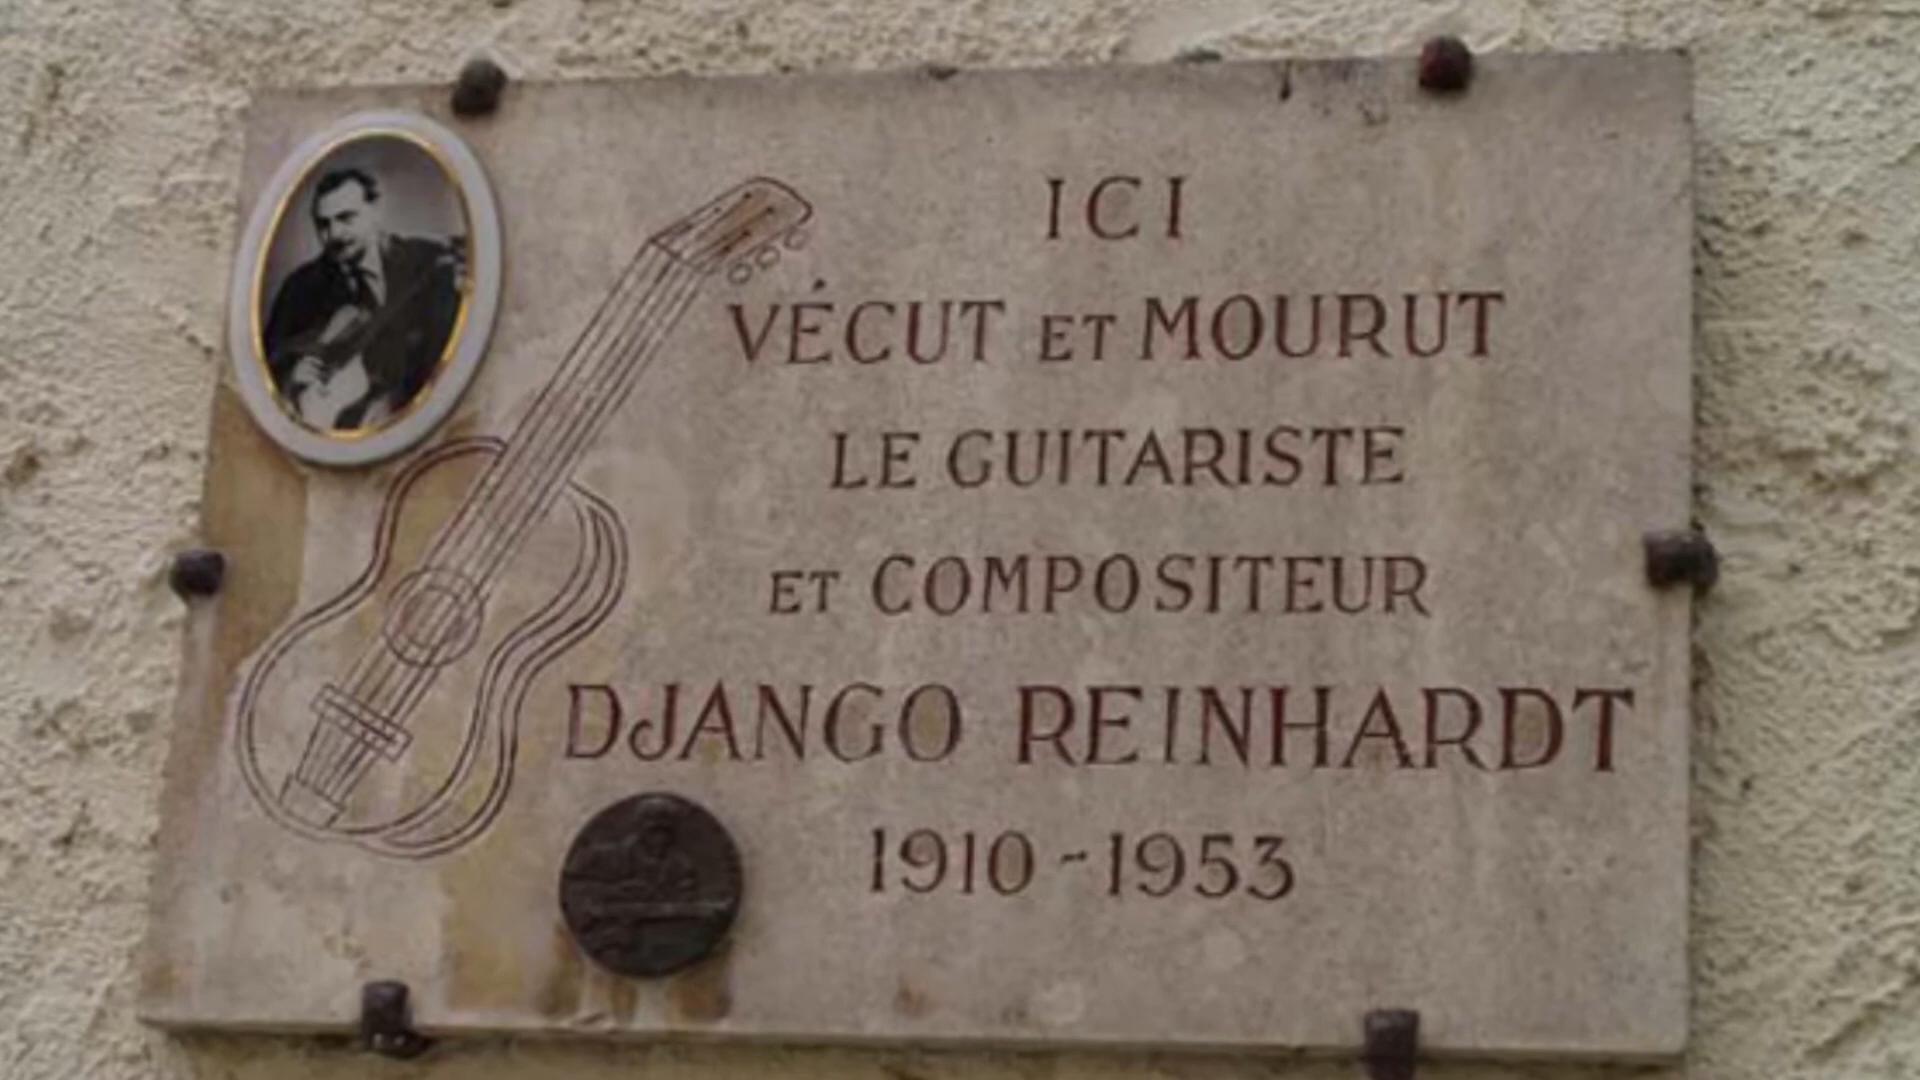 ICI
VÉCUT ET MOURUT
LE GUITARISTE
ET COMPOSITEUR
DJANGO REINHARDT
1910-1953